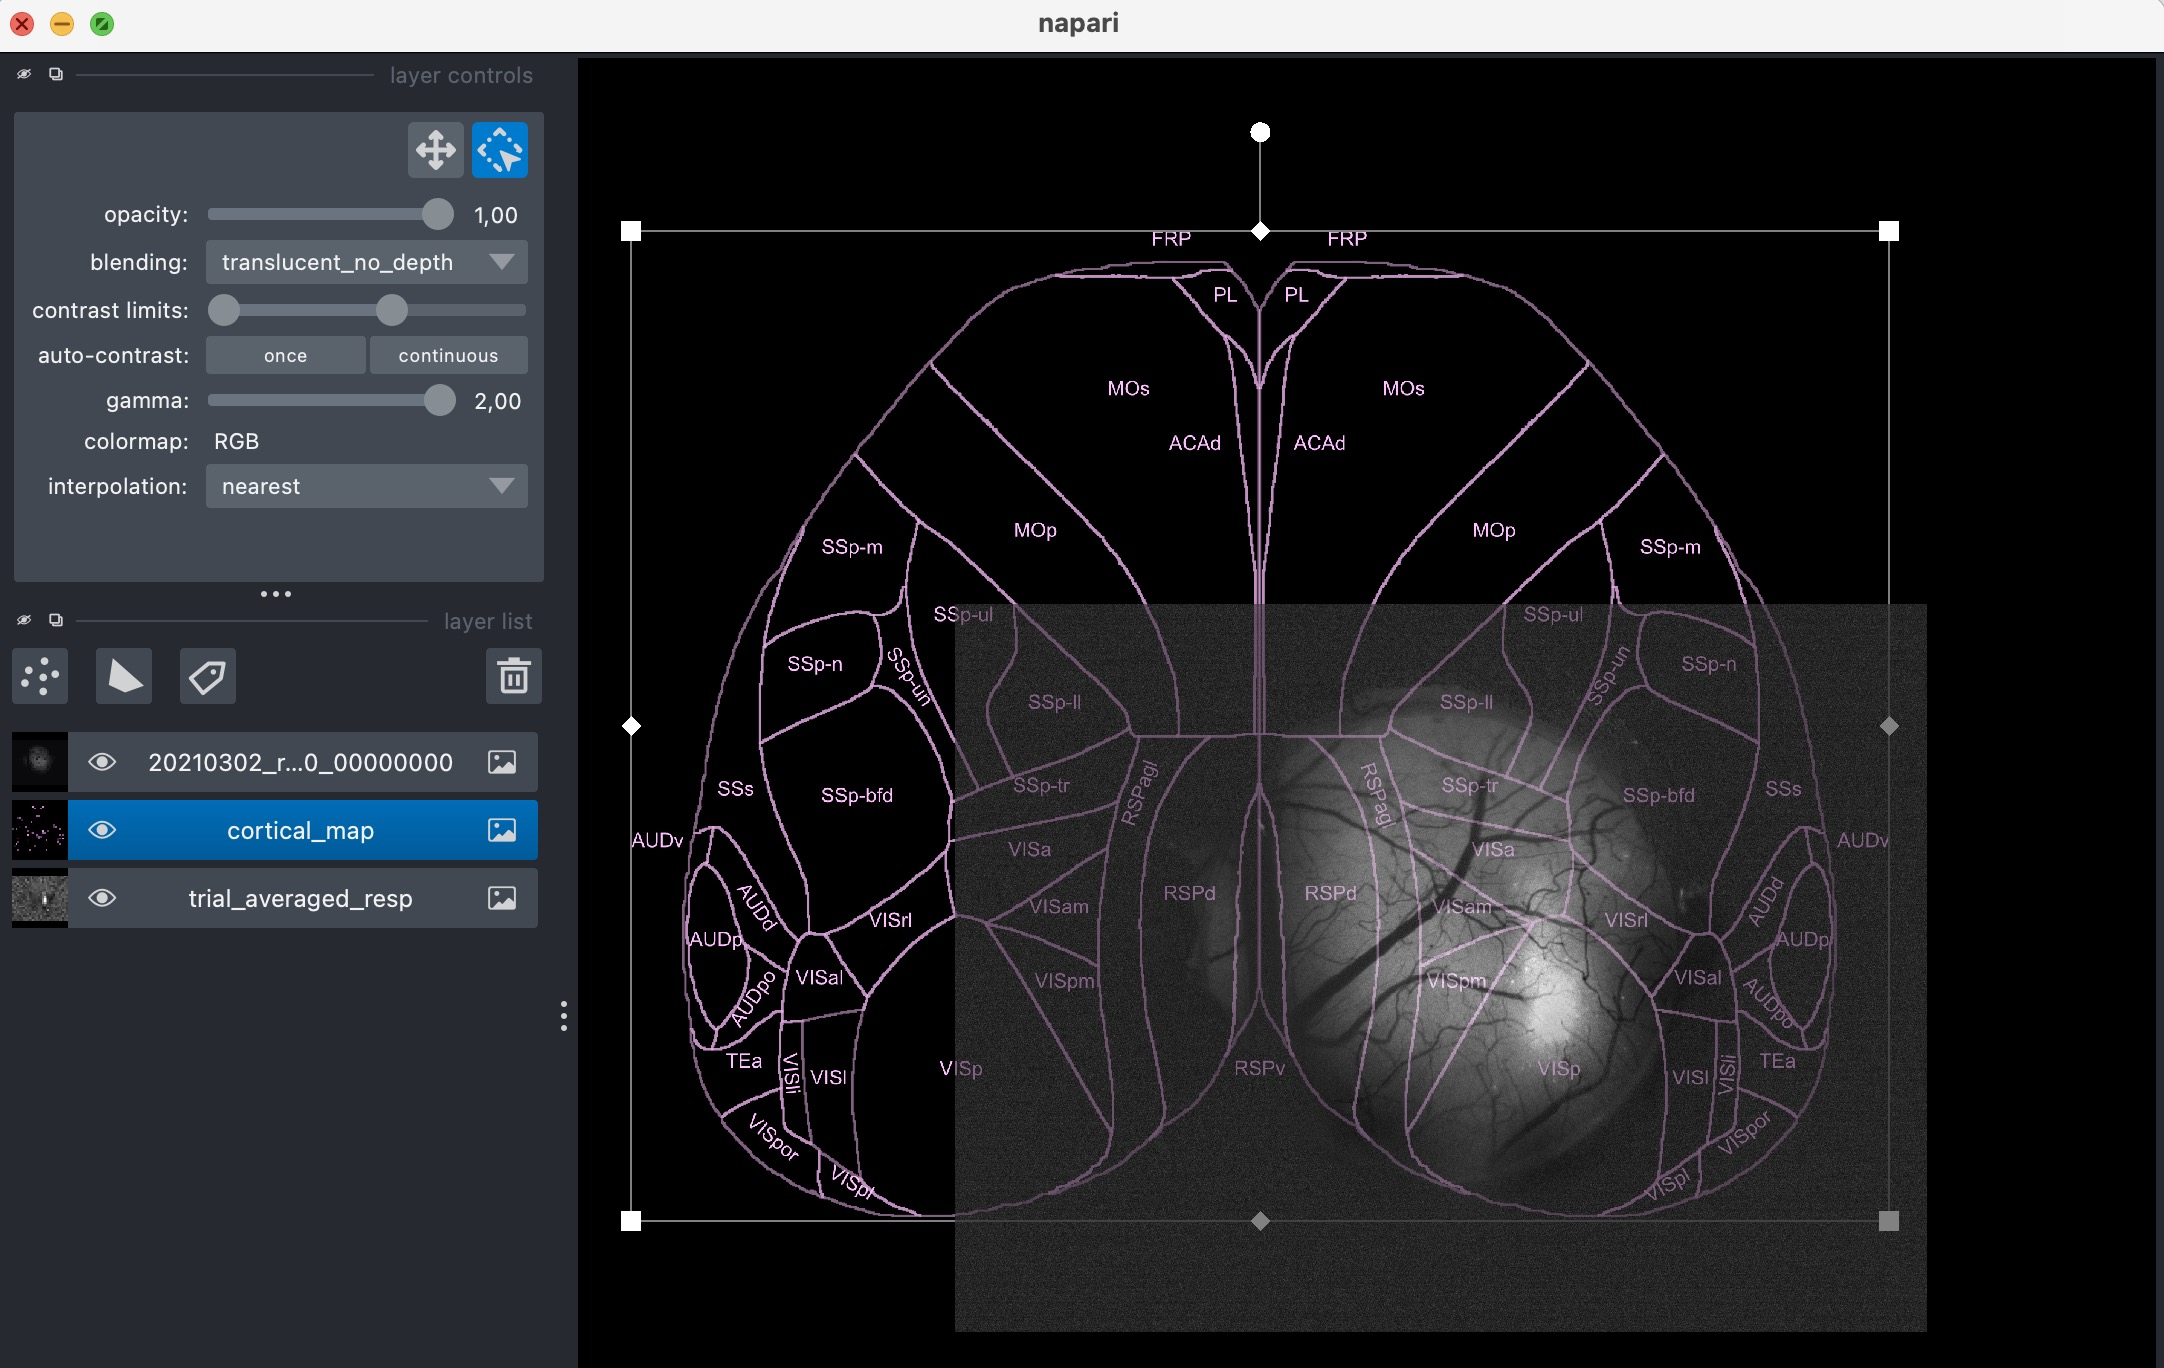 napari
layer controls
opacity: 1,00
blending: translucent_no_depth
contrast limits:
auto-contrast: once continuous
gamma: 2,00
colormap: RGB
interpolation: nearest
layer list
20210302_r...0_00000000
cortical_map
trial_averaged_resp
FRP FRP
PL PL
MOs MOs
ACAd ACAd
MOp MOp
SSp-m SSp-m
SSp-ul SSp-ul
SSp-n SSp-un SSp-un SSp-n
SSp-ll SSp-ll
SSs SSp-bfd SSp-tr RSPagl RSPagl SSp-tr SSp-bfd SSs
AUDv VISa VISa AUDv
AUDd VISrl VISam RSPd RSPd VISam VISrl AUDd
AUDp AUDp
AUDpo VISal VISpm VISpm VISal AUDpo
TEa VISli VISl VISp RSPv VISp VISl VISli TEa
VISpor VISpor
VISpl VISpl